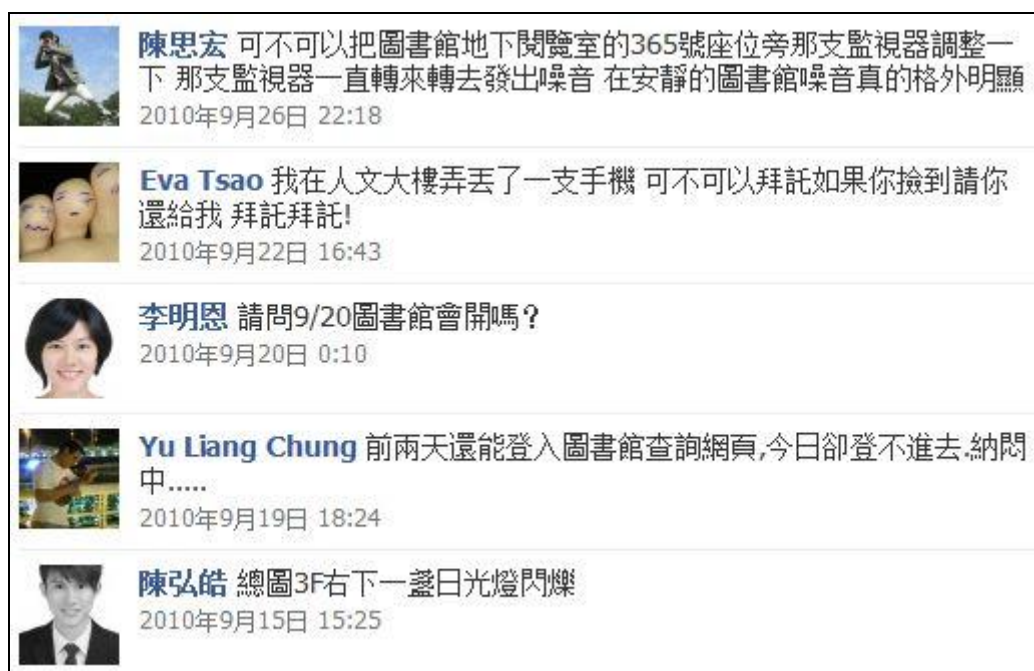 陳思宏 可不可以把圖書館地下閱覽室的365號座位旁那支監視器調整一
下 那支監視器一直轉來轉去發出噪音 在安靜的圖書館噪音真的格外明顯
2010年9月26日 22:18
Eva Tsao 我在人文大樓弄丟了一支手機 可不可以拜託如果你撿到請你
還給我 拜託拜託!
2010年9月22日 16:43
李明恩 請問9/20圖書館會開嗎?
2010年9月20日 0:10
Yu Liang Chung 前兩天還能登入圖書館查詢網頁,今日卻登不進去.納悶
中.....
2010年9月19日 18:24
陳弘皓 總圖3F右下一盞日光燈閃爍
2010年9月15日 15:25